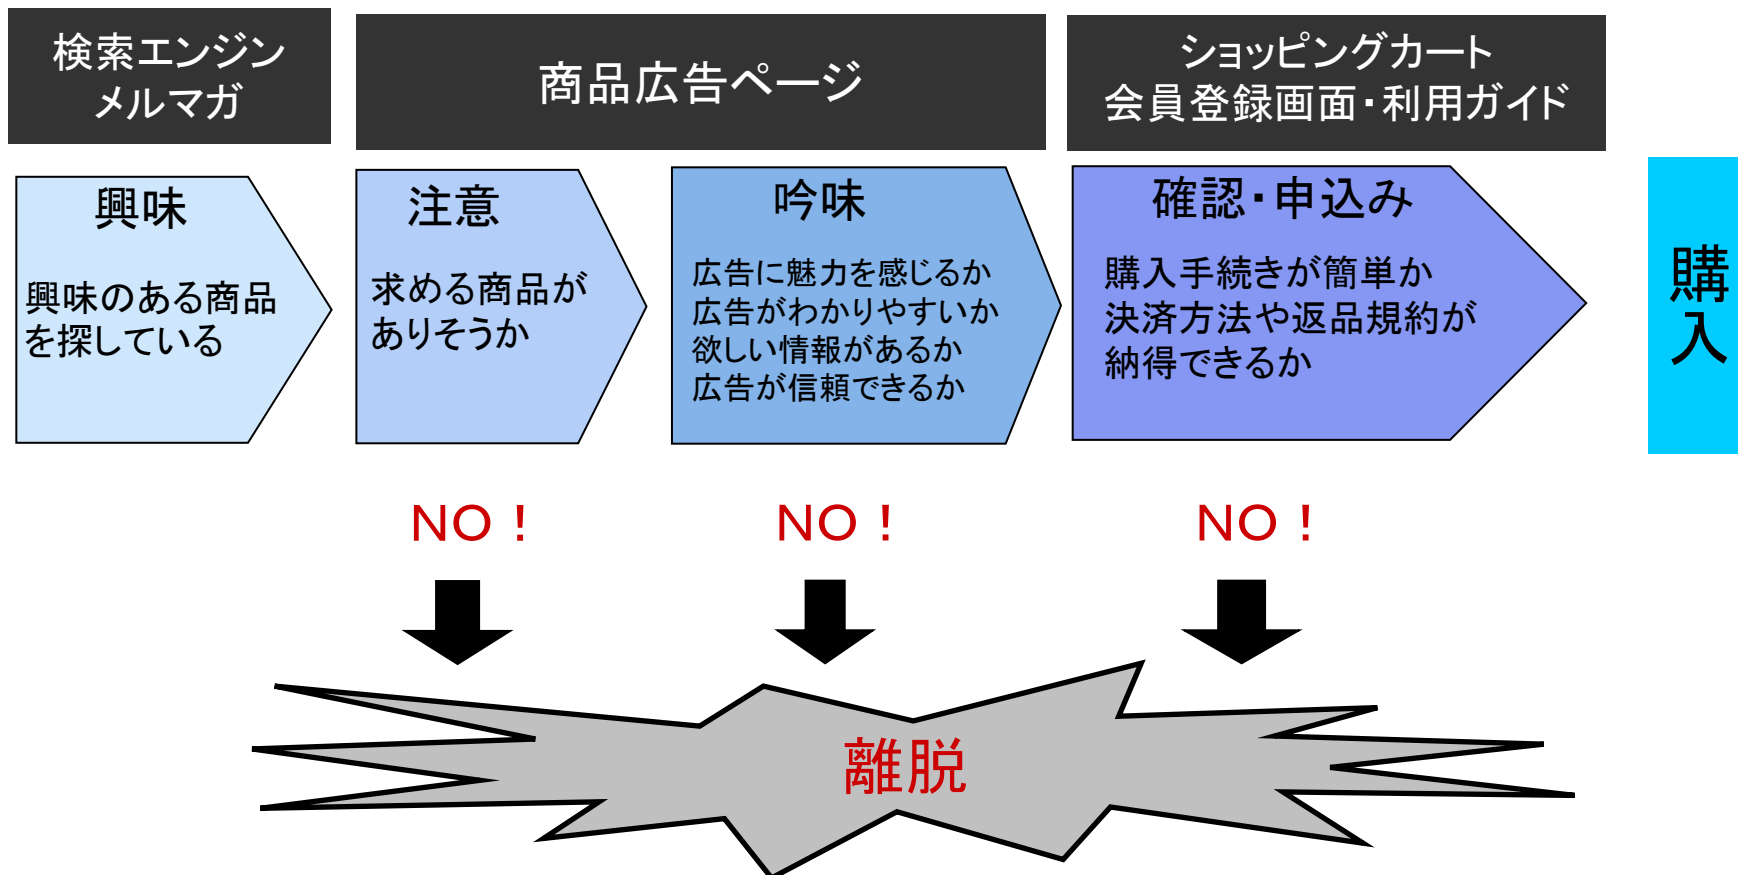 検索エンジン
メルマガ
商品広告ページ
ショッピングカート
会員登録画面・利用ガイド
興味
興味のある商品
を探している
注意
求める商品が
ありそうか
吟味
広告に魅力を感じるか
広告がわかりやすいか
欲しい情報があるか
広告が信頼できるか
確認・申込み
購入手続きが簡単か
決済方法や返品規約が
納得できるか
購入
NO！
NO！
NO！
離脱